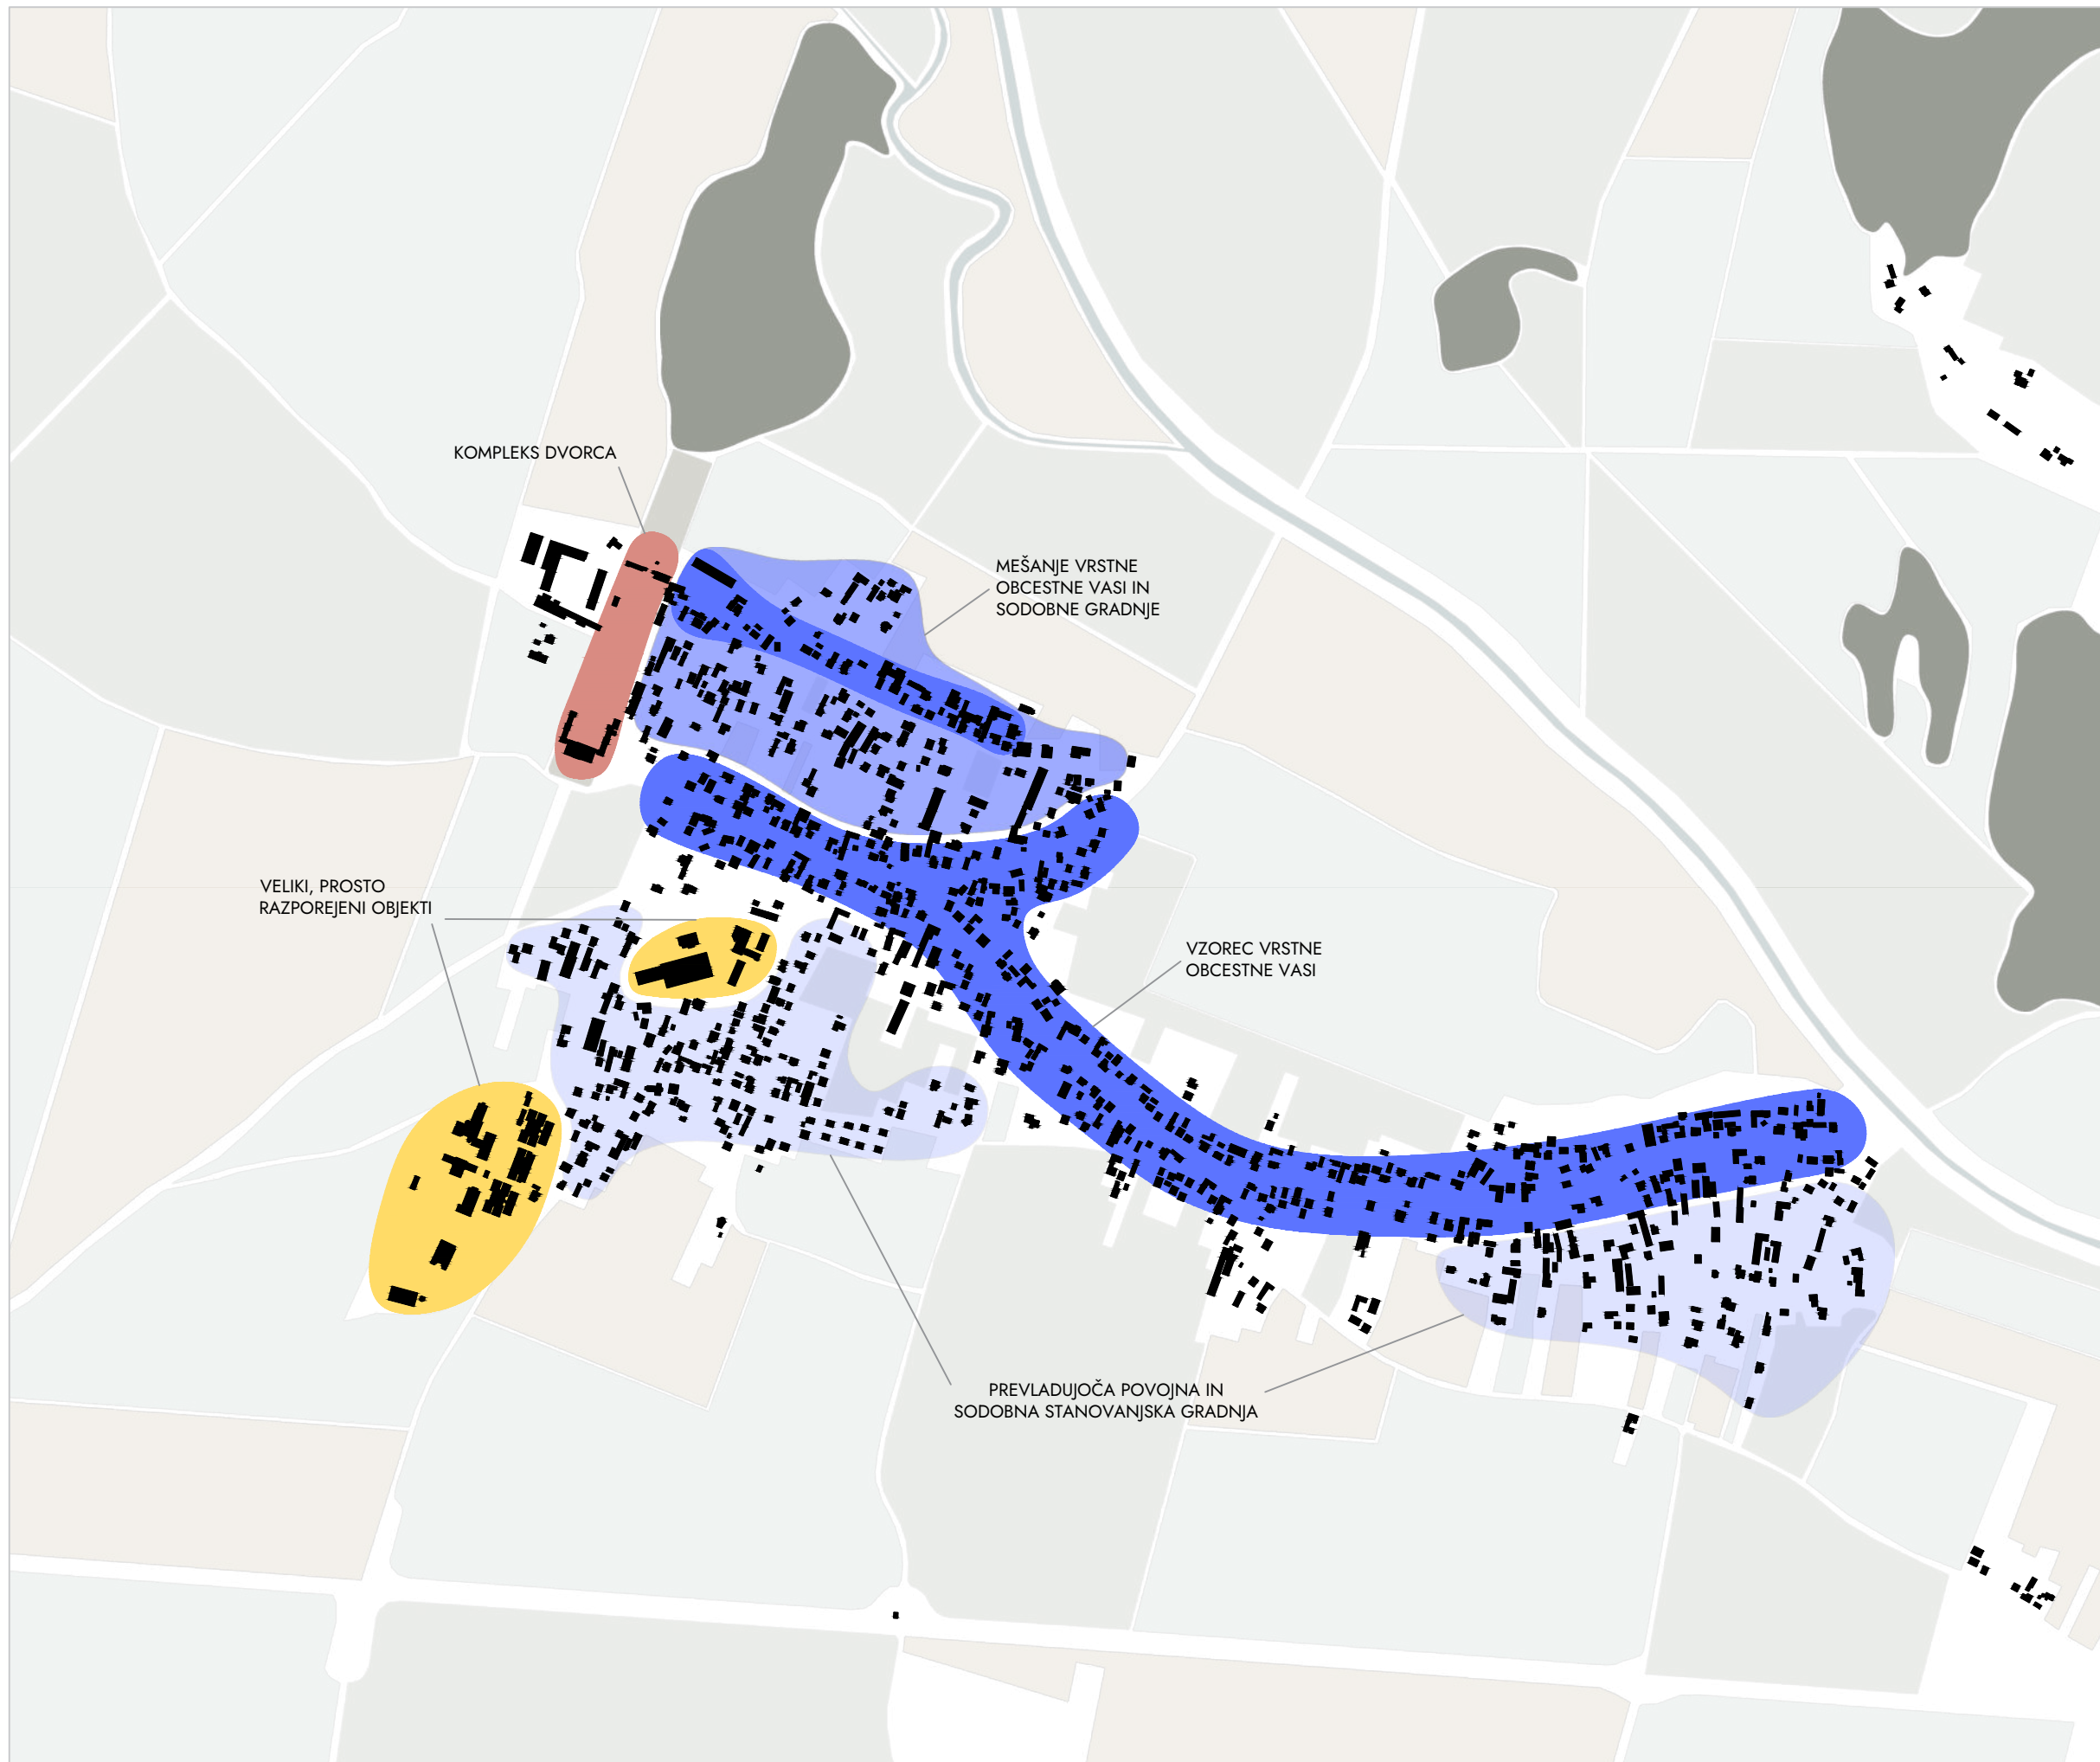 KOMPLEKS DVORCA
MEŠANJE VRSTNE
OBCESTNE VASI IN
SODOBNE GRADNJE
VELIKI, PROSTO
RAZPOREJENI OBJEKTI
VZOREC VRSTNE
OBCESTNE VASI
PREVLADUJOČA POVOJNA IN
SODOBNA STANOVANJSKA GRADNJA